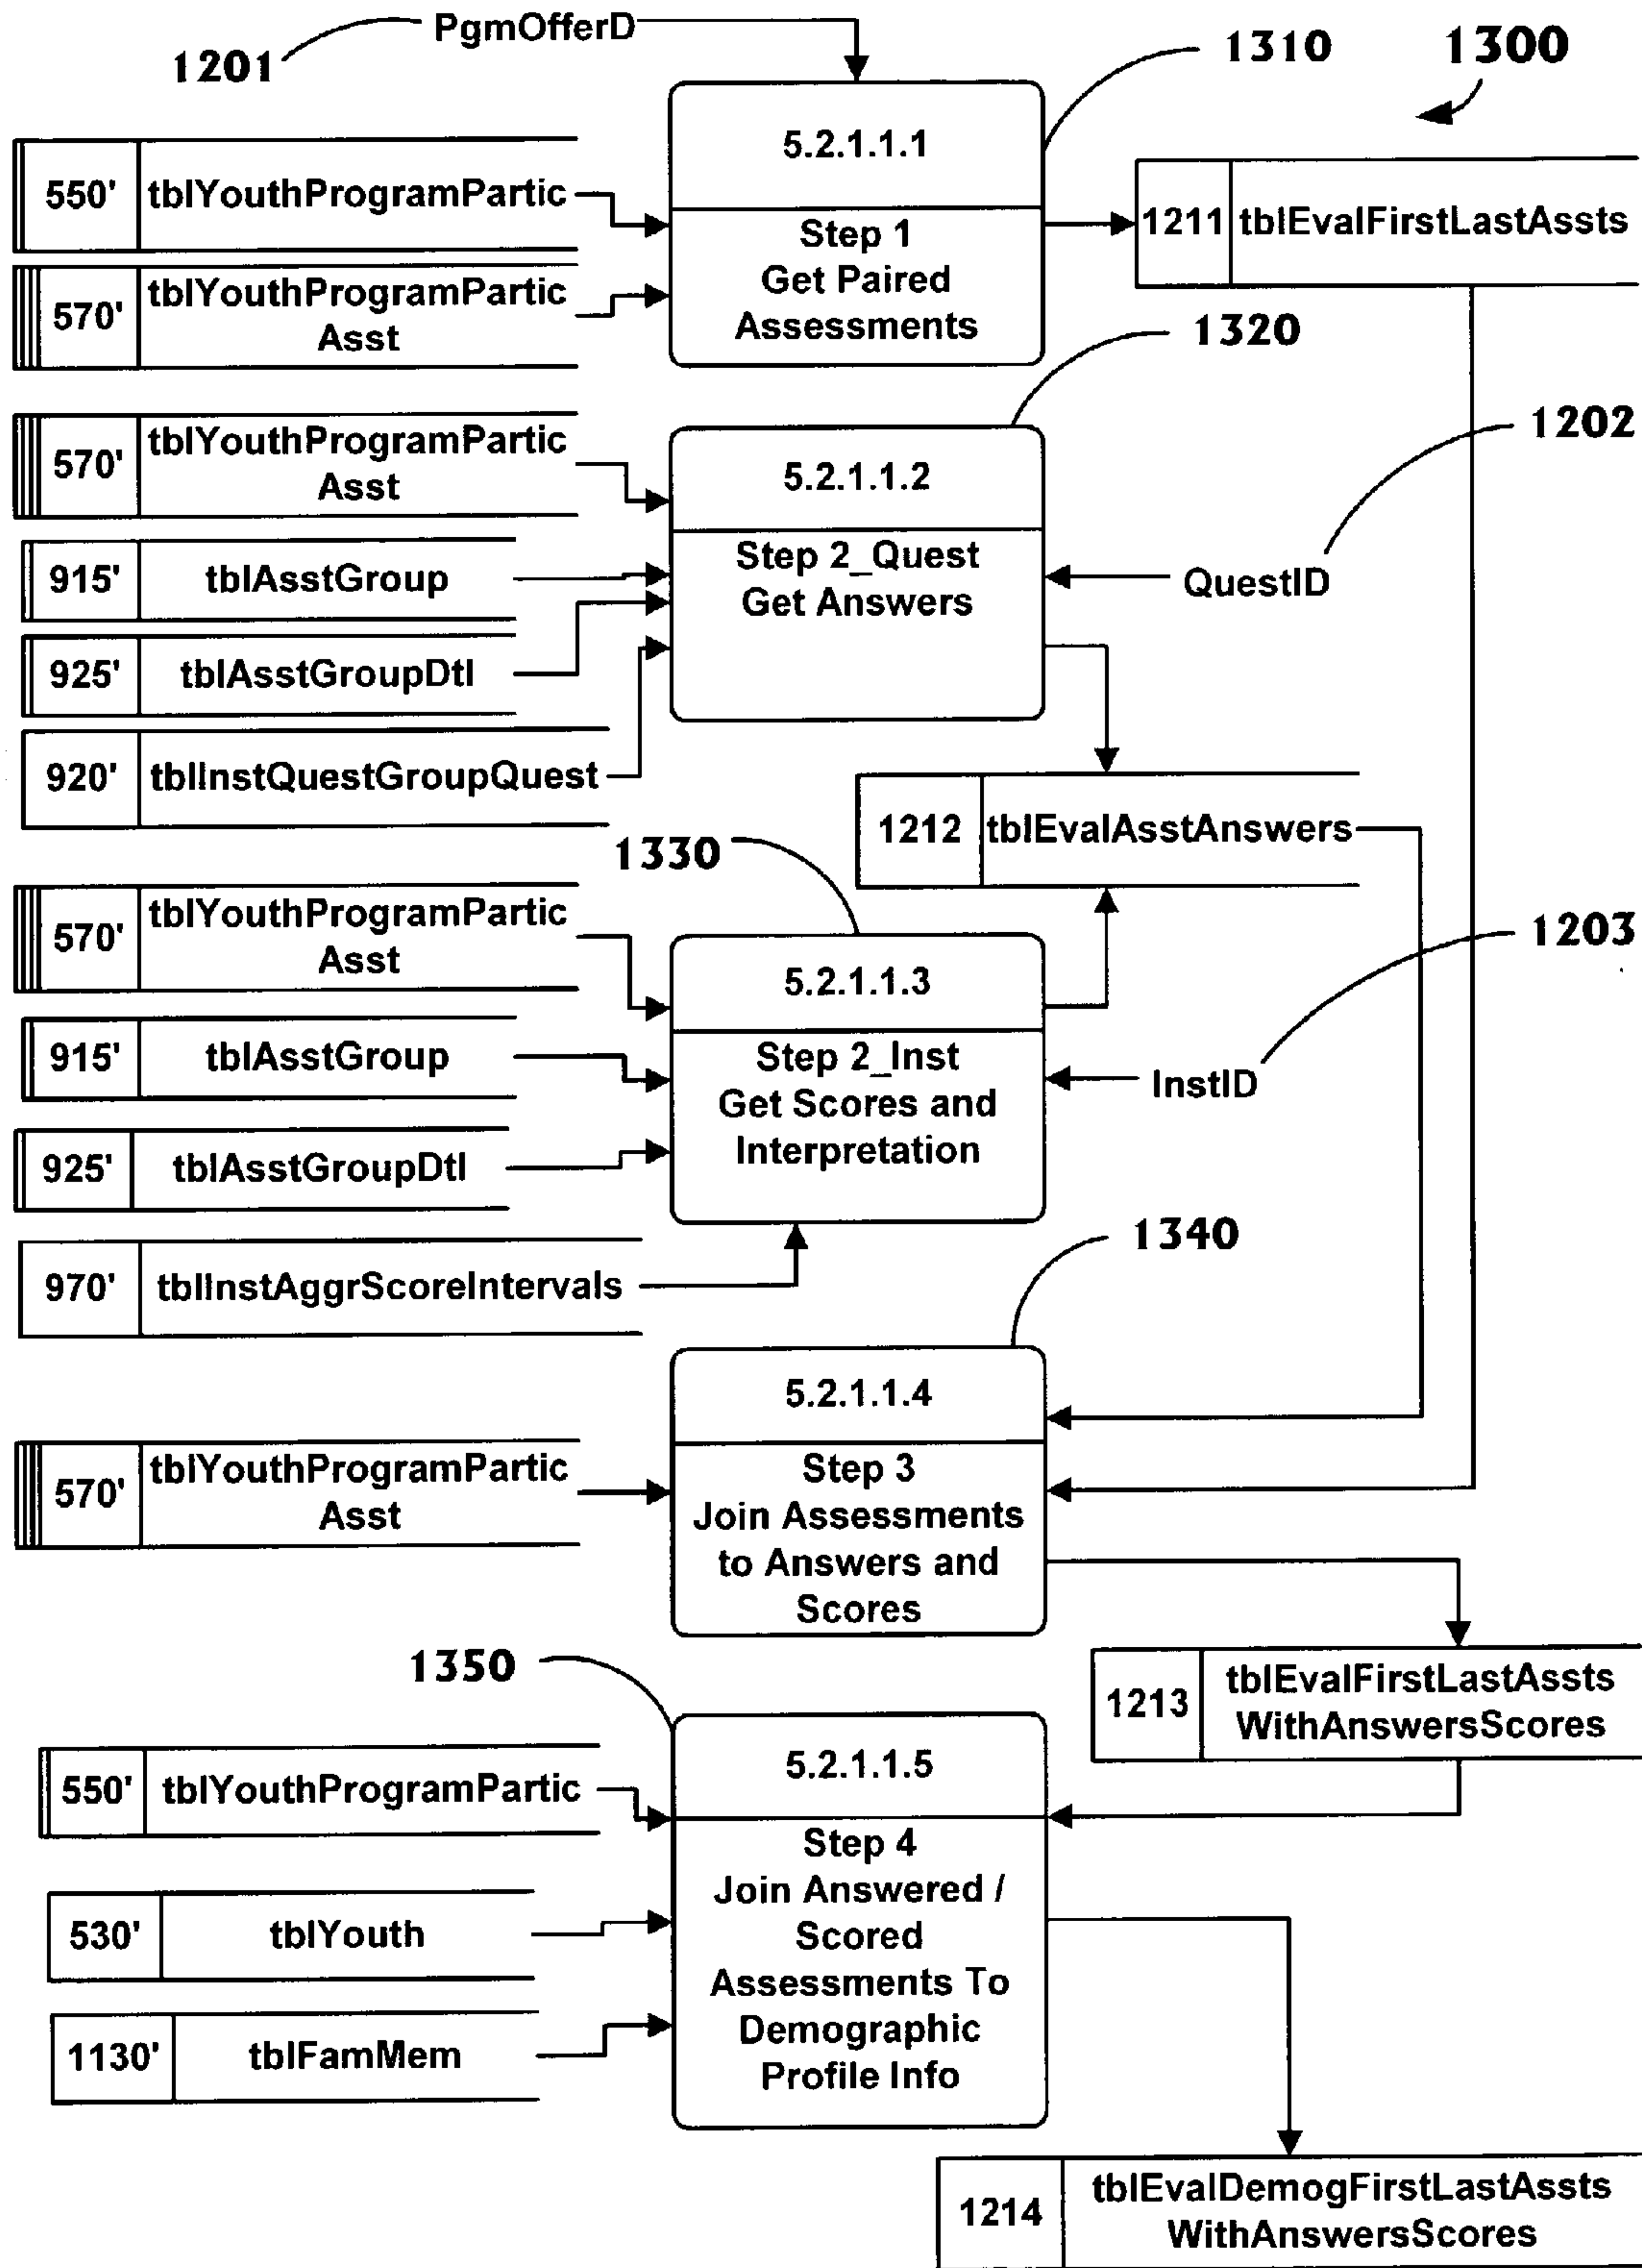 PgmOfferD
1201
1310
1300
5.2.1.1.1
550'
tblYouthProgramPartic
Step 1
Get Paired
Assessments
1211
tblEvalFirstLastAssts
570'
tblYouthProgramPartic
Asst
1320
1202
570'
tblYouthProgramPartic
Asst
5.2.1.1.2
Step 2_Quest
Get Answers
915'
tblAsstGroup
QuestID
925'
tblAsstGroupDtl
920'
tblInstQuestGroupQuest
1212
tblEvalAsstAnswers
1330
570'
tblYouthProgramPartic
Asst
1203
5.2.1.1.3
915'
tblAsstGroup
Step 2_Inst
Get Scores and
Interpretation
InstID
925'
tblAsstGroupDtl
1340
970'
tblInstAggrScoreIntervals
5.2.1.1.4
570'
tblYouthProgramPartic
Asst
Step 3
Join Assessments
to Answers and
Scores
1350
1213
tblEvalFirstLastAssts
WithAnswersScores
5.2.1.1.5
550'
tblYouthProgramPartic
Step 4
Join Answered /
Scored
Assessments To
Demographic
Profile Info
530'
tblYouth
1130'
tblFamMem
1214
tblEvalDemogFirstLastAssts
WithAnswersScores